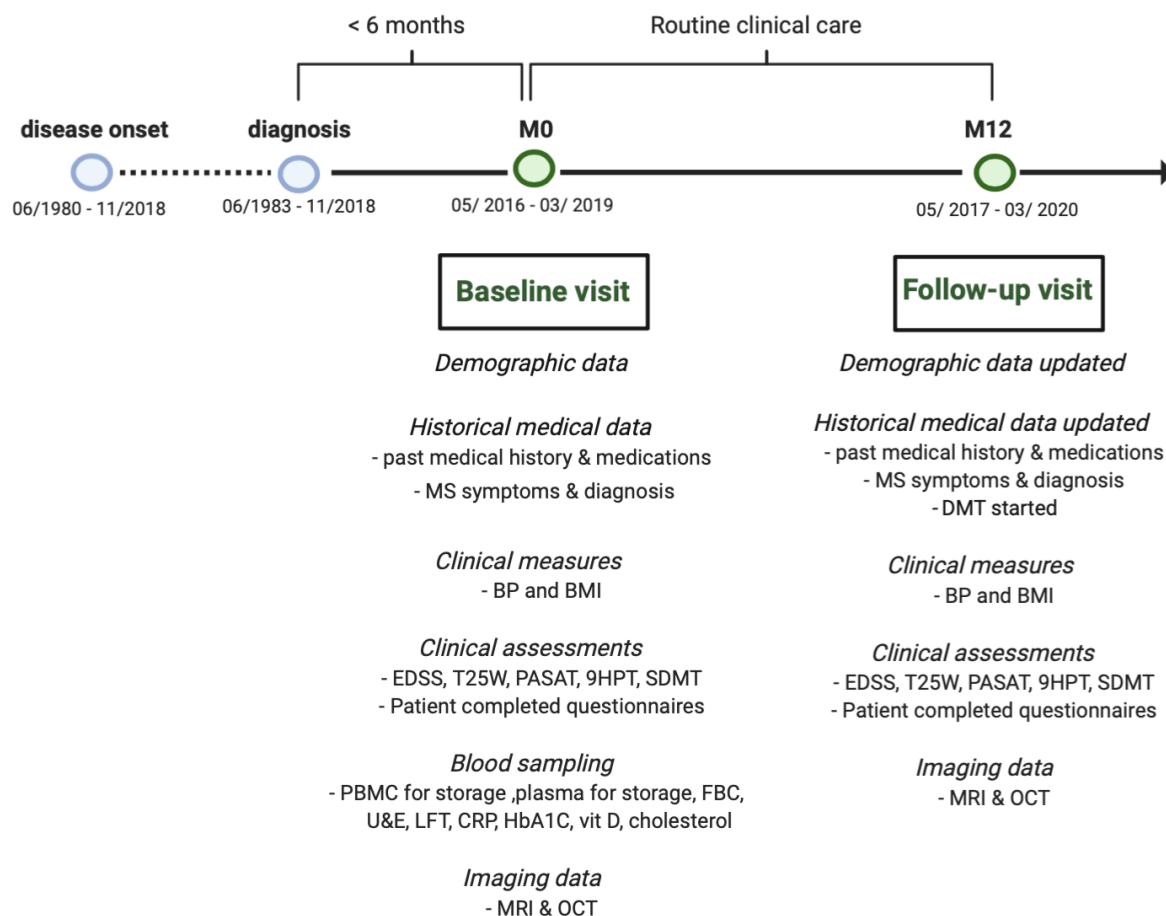 < 6 months
Routine clinical care
disease onset
diagnosis
M0
M12
06/1980 - 11/2018
06/1983 - 11/2018
05/ 2016 - 03/ 2019
05/ 2017 - 03/ 2020
Baseline visit
Demographic data
Historical medical data
- past medical history & medications
- MS symptoms & diagnosis
Clinical measures
- BP and BMI
Clinical assessments
- EDSS, T25W, PASAT, 9HPT, SDMT
- Patient completed questionnaires
Blood sampling
- PBMC for storage ,plasma for storage, FBC,
U&E, LFT, CRP, HbA1C, vit D, cholesterol
Imaging data
- MRI & OCT
Follow-up visit
Demographic data updated
Historical medical data updated
- past medical history & medications
- MS symptoms & diagnosis
- DMT started
Clinical measures
- BP and BMI
Clinical assessments
- EDSS, T25W, PASAT, 9HPT, SDMT
- Patient completed questionnaires
Imaging data
- MRI & OCT